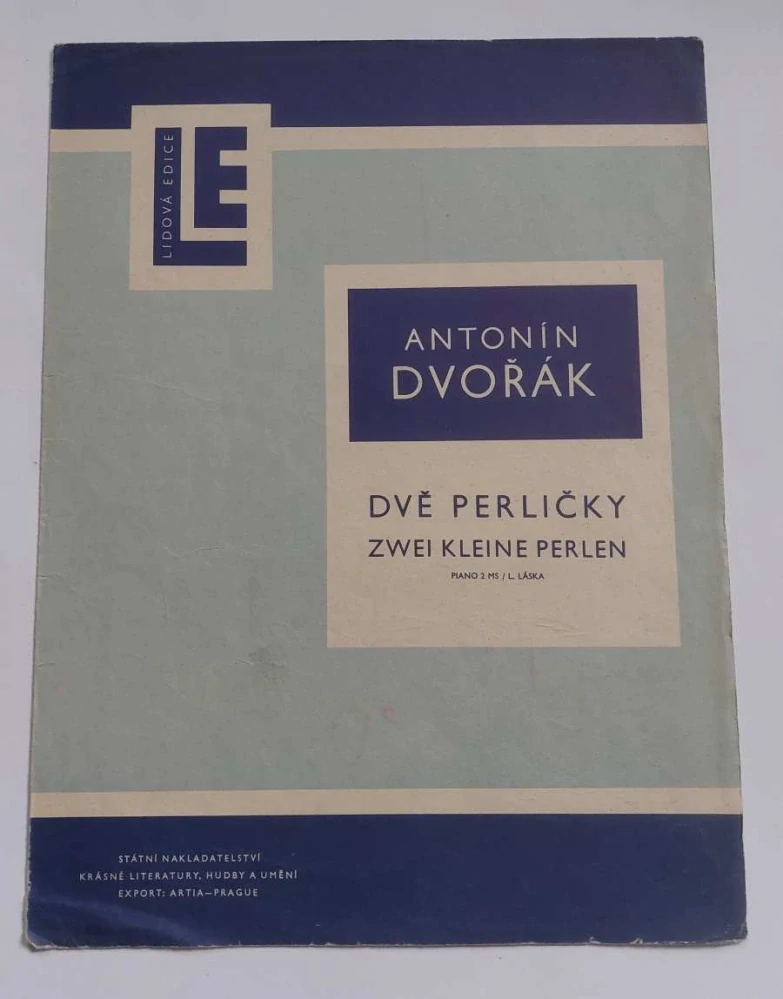 LIDOVÁ EDICE
LE
ANTONÍN
DVOŘÁK
DVĚ PERLIČKY
ZWEI KLEINE PERLEN
PIANO 2 MS / L. LÁSKA
STÁTNÍ NAKLADATELSTVÍ
KRÁSNÉ LITERATURY, HUDBY A UMĚNÍ
EXPORT: ARTIA—PRAGUE